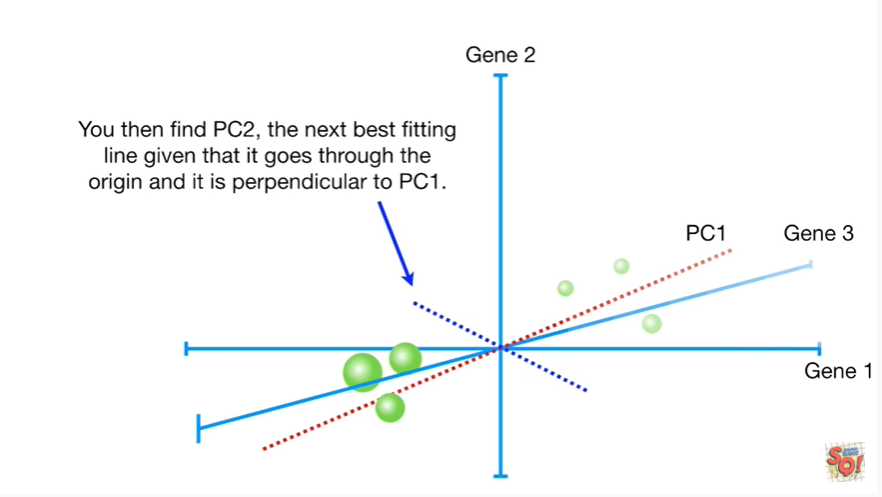 Gene 2
You then find PC2, the next best fitting
line given that it goes through the
origin and it is perpendicular to PC1.
PC1
Gene 3
Gene 1
SQ!